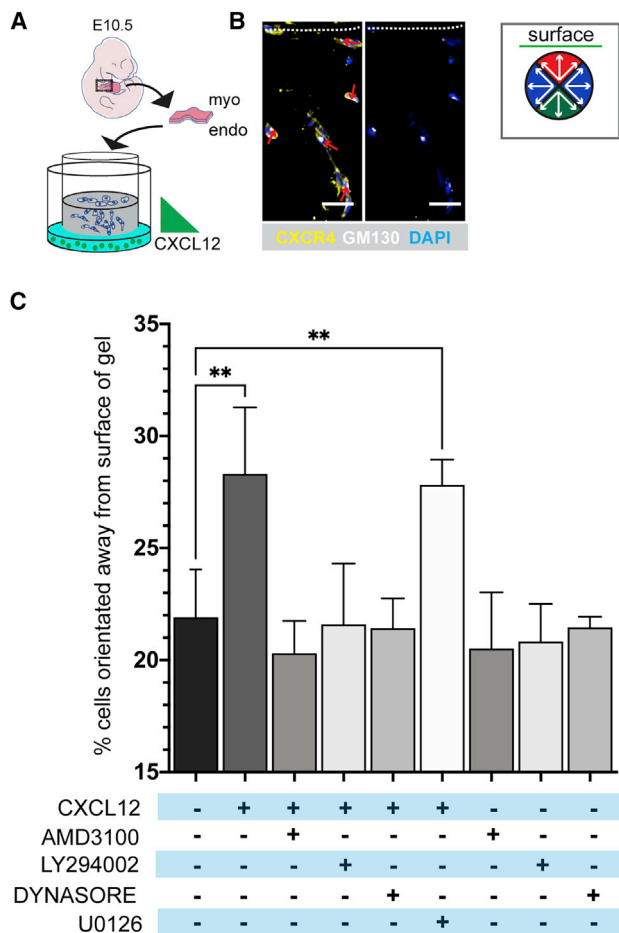 A
E10.5
myo
endo
CXCL12
B
CXCR4 GM130 DAPI
surface
C
% cells orientated away from surface of gel
35
30
25
20
15
**
**
CXCL12 - + + + + + - - -
AMD3100 - - + - - - + - -
LY294002 - - - + - - - + -
DYNASORE - - - - + - - - +
U0126 - - - - - + - - -